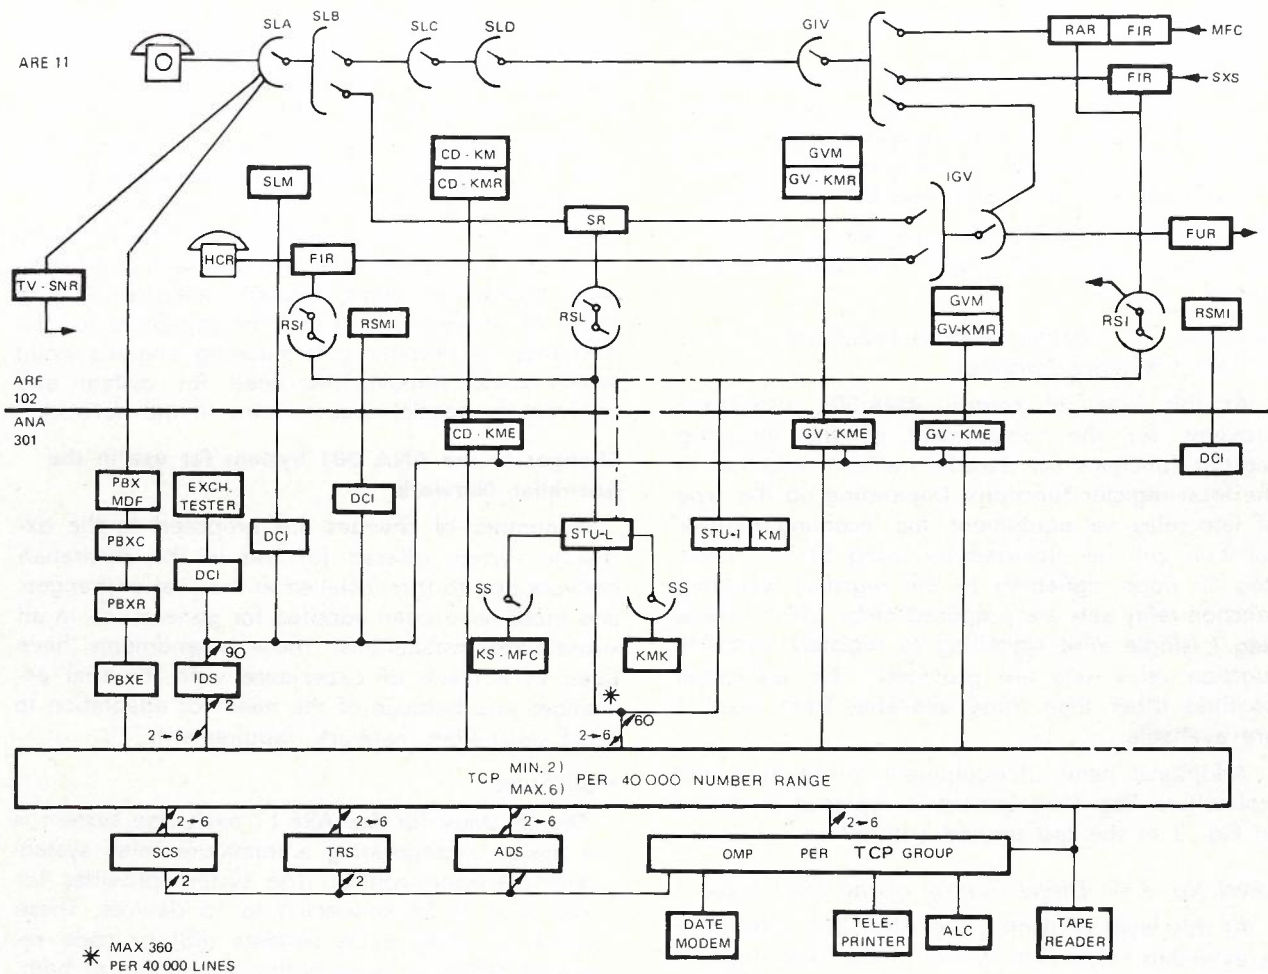 SLA
SLB
SLC
SLD
GIV
RAR
FIR
MFC
ARE 11
FIR
SXS
CD - KM
CD - KMR
GVM
GV - KMR
SLM
IGV
SR
HCR
FIR
FUR
TV - SNR
RSI
RSMI
RSL
GVM
GV-KMR
RSI
RSMI
ARF
102
ANA
301
CD - KME
GV - KME
GV - KME
DCI
PBX
MDF
EXCH.
TESTER
DCI
DCI
STU-L
STU-I
KM
PBXC
DCI
SS
SS
PBXR
KS - MFC
KMK
90
PBXE
IDS
2
*
60
2→6
2→6
TCP MIN. 2) MAX. 6) PER 40 000 NUMBER RANGE
2→6
2→6
2→6
2→6
SCS
TRS
ADS
OMP PER TCP GROUP
2
2
2
DATE
MODEM
TELE-
PRINTER
ALC
TAPE
READER
* MAX 360
PER 40 000 LINES